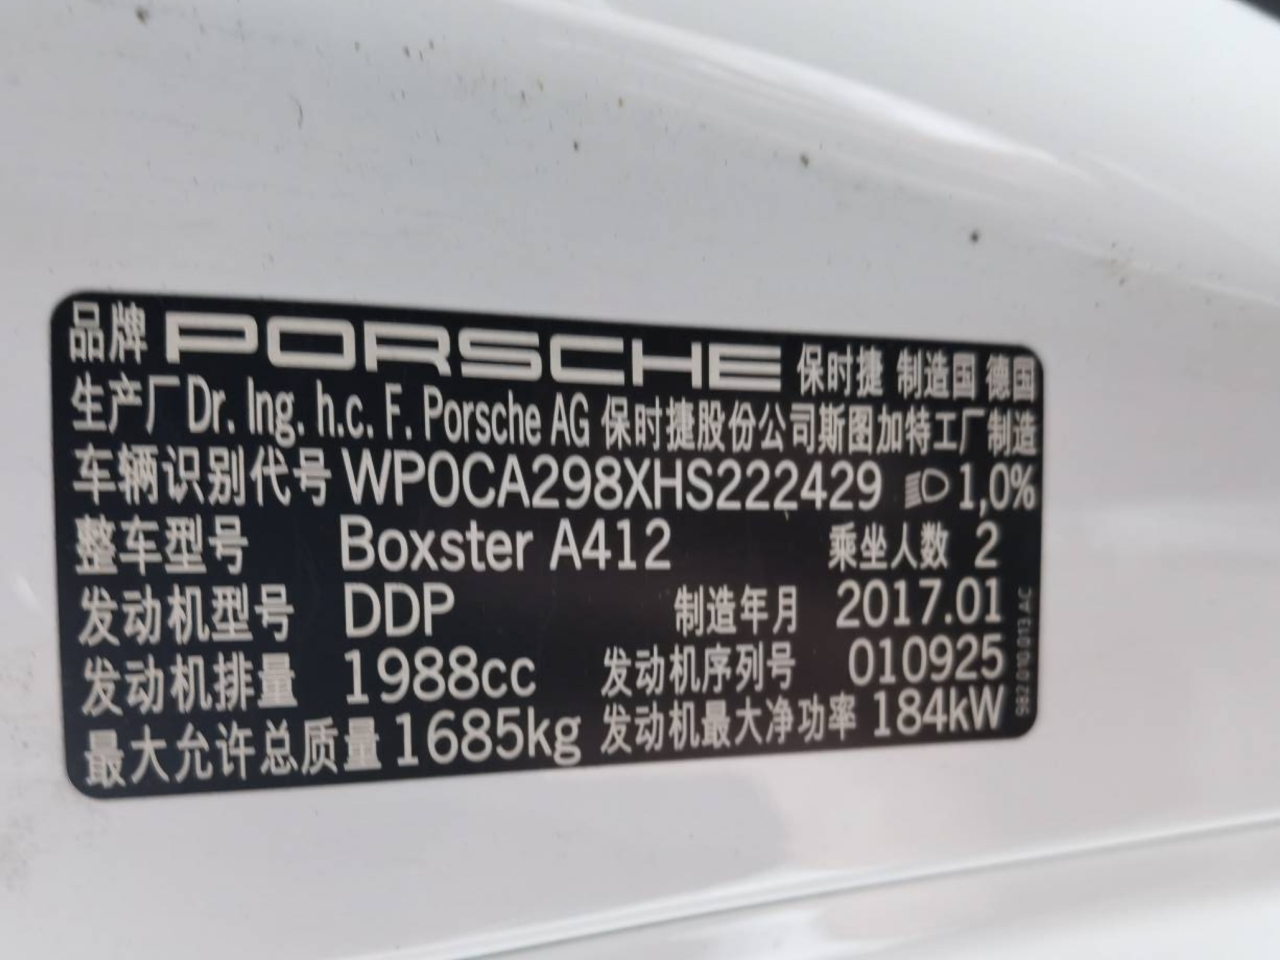 品牌 PORSCHE 保时捷 制造国 德国
生产厂 Dr. Ing. h.c. F. Porsche AG 保时捷股份公司斯图加特工厂制造
车辆识别代号 WP0CA298XHS222429 1,0%
整车型号 Boxster A412 乘坐人数 2
发动机型号 DDP 制造年月 2017.01
发动机排量 1988cc 发动机序列号 010925
最大允许总质量 1685kg 发动机最大净功率 184kW
982.010.013.AC